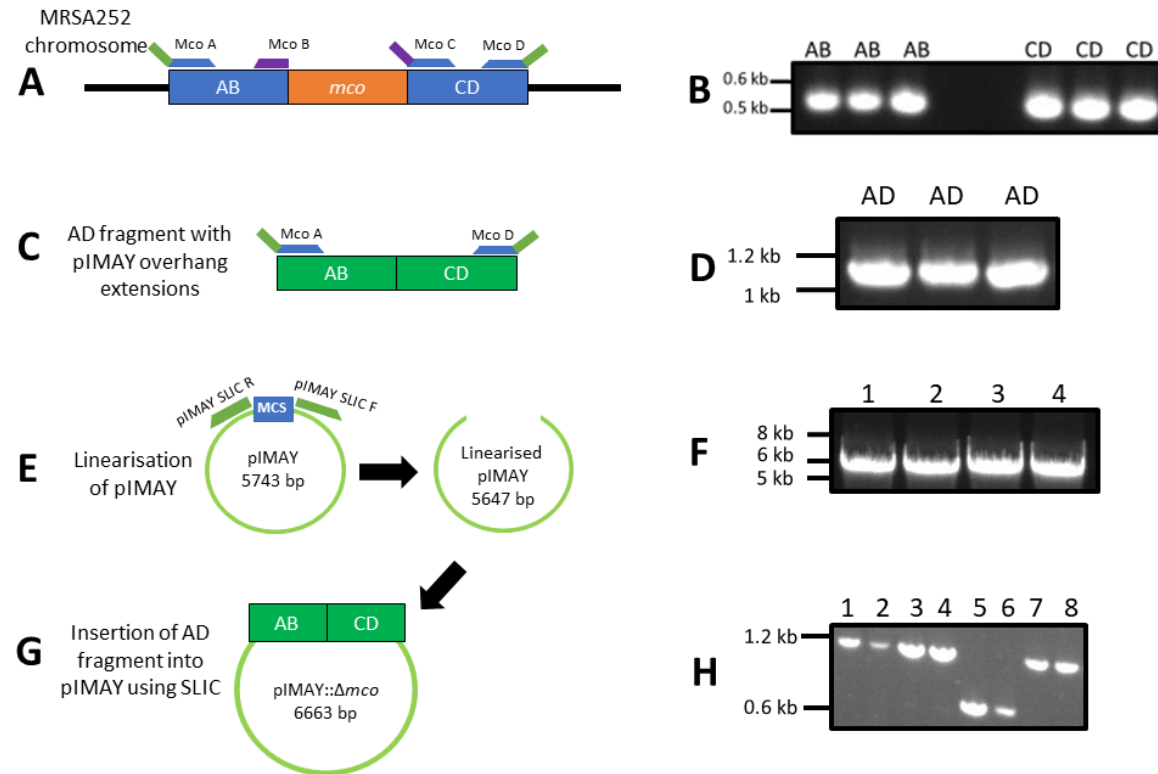 MRSA252
chromosome
A
Mco A
Mco B
Mco C
Mco D
AB
mco
CD
B
AB AB AB CD CD CD
0.6 kb
0.5 kb
C
AD fragment with
pIMAY overhang
extensions
Mco A
Mco D
AB
CD
D
AD AD AD
1.2 kb
1 kb
E
Linearisation
of pIMAY
pIMAY SLIC R
MCS
pIMAY SLIC F
pIMAY
5743 bp
Linearised
pIMAY
5647 bp
F
1 2 3 4
8 kb
6 kb
5 kb
G
Insertion of AD
fragment into
pIMAY using SLIC
AB
CD
pIMAY::Δmco
6663 bp
H
1 2 3 4 5 6 7 8
1.2 kb
0.6 kb